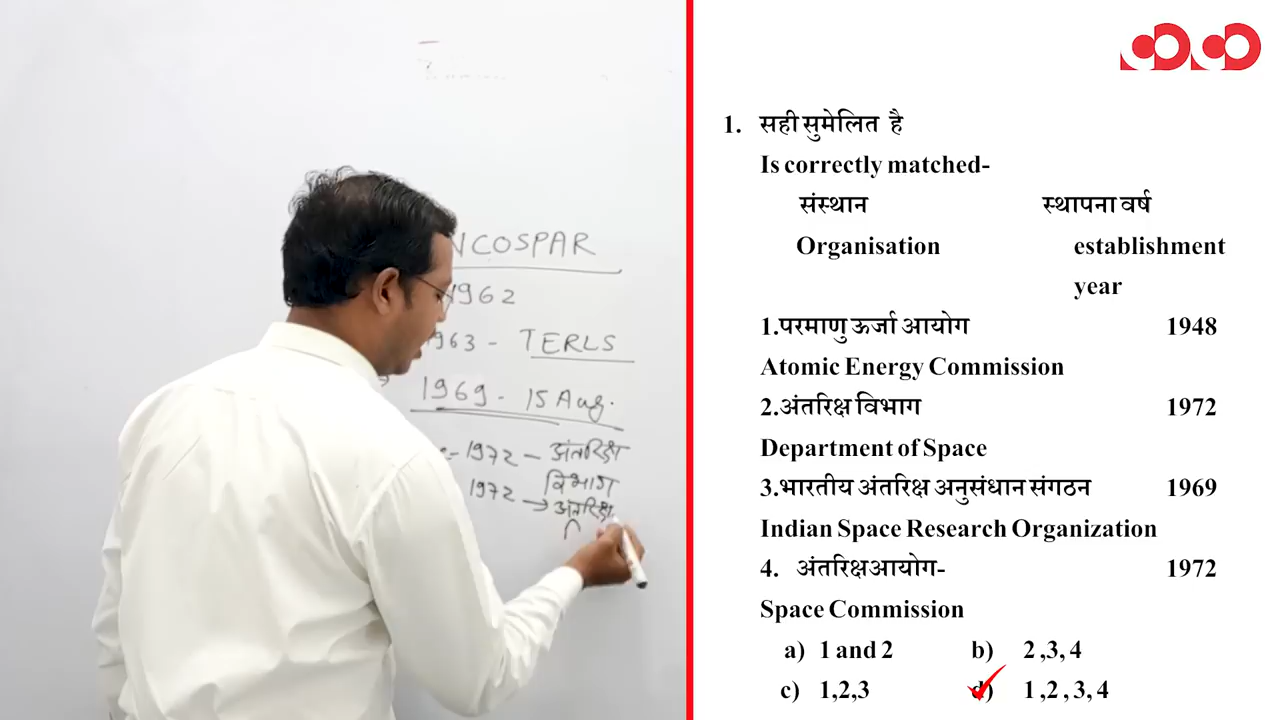 NCOSPAR
1962
1963 - TERLS
1969 - 15 Aug.
- 1972 - अंतरिक्ष
विभाग
1972 → अंतरिक्ष
1. सही सुमेलित है
Is correctly matched-
संस्थान स्थापना वर्ष
Organisation establishment
year
1.परमाणु ऊर्जा आयोग 1948
Atomic Energy Commission
2.अंतरिक्ष विभाग 1972
Department of Space
3.भारतीय अंतरिक्ष अनुसंधान संगठन 1969
Indian Space Research Organization
4. अंतरिक्षआयोग- 1972
Space Commission
a) 1 and 2 b) 2 ,3, 4
c) 1,2,3 d) 1 ,2 , 3, 4